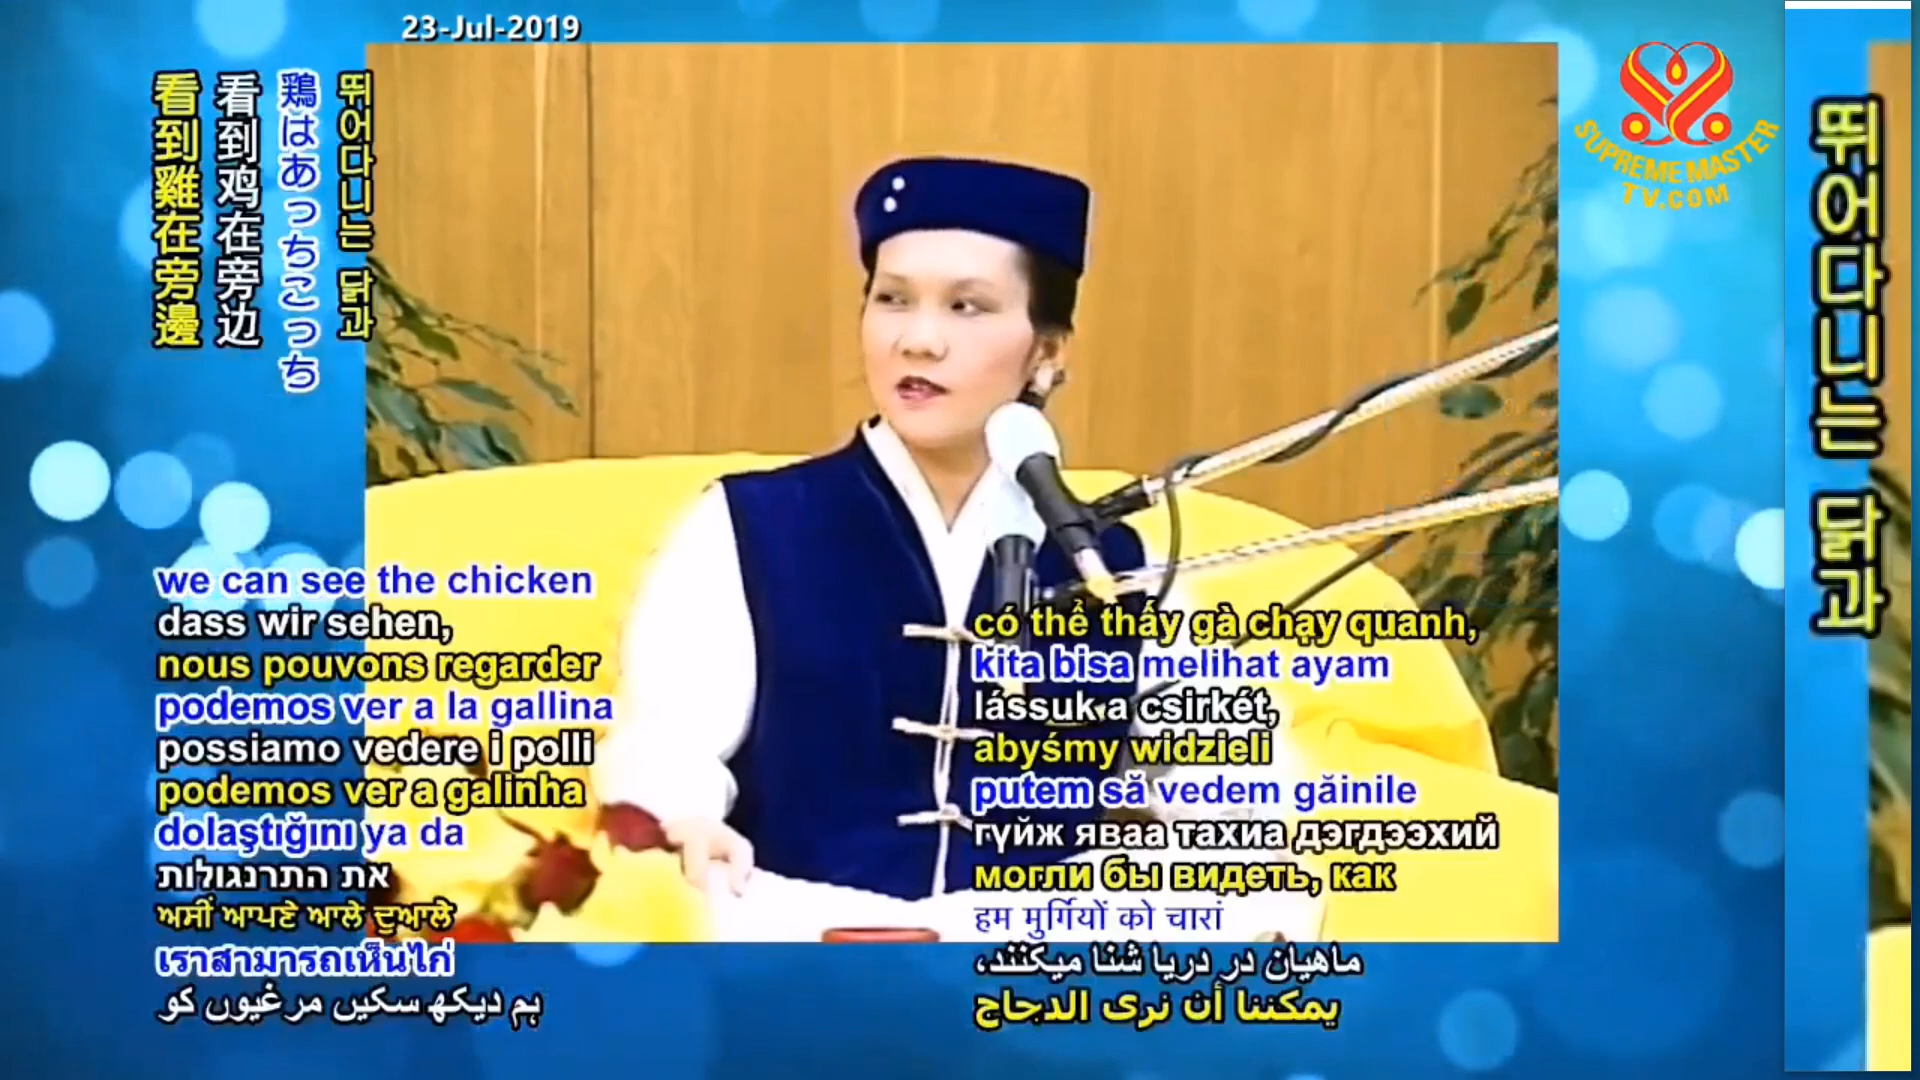 23-Jul-2019
SUPREME MASTER
TV.COM
뛰어다니는 닭과
鶏はあっちこっち
看到鸡在旁边
看到雞在旁邊
뛰어다니는 닭과
we can see the chicken
dass wir sehen,
nous pouvons regarder
podemos ver a la gallina
possiamo vedere i polli
podemos ver a galinha
dolaştığını ya da
את התרנגולות
ਅਸੀਂ ਆਪਣੇ ਆਲੇ ਦੁਆਲੇ
เราสามารถเห็นไก่
ہم دیکھ سکیں مرغیوں کو
có thể thấy gà chạy quanh,
kita bisa melihat ayam
lássuk a csirkét,
abyśmy widzieli
putem să vedem găinile
гүйж яваа тахиа дэгдээхий
могли бы видеть, как
हम मुर्गियों को चारां
ماهیان در دریا شنا میکنند،
يمكننا أن نرى الدجاج